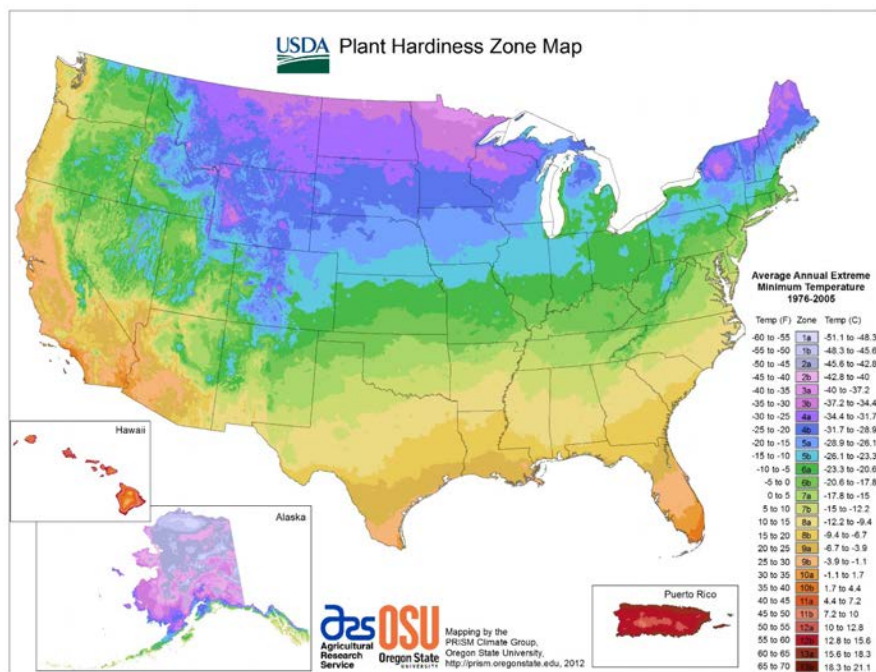 USDA Plant Hardiness Zone Map
Average Annual Extreme
Minimum Temperature
1976-2005
Temp (F) Zone Temp (C)
-60 to -55 1a -51.1 to -48.3
-55 to -50 1b -48.3 to -45.6
-50 to -45 2a -45.6 to -42.8
-45 to -40 2b -42.8 to -40
-40 to -35 3a -40 to -37.2
-35 to -30 3b -37.2 to -34.4
-30 to -25 4a -34.4 to -31.7
-25 to -20 4b -31.7 to -28.9
-20 to -15 5a -28.9 to -26.1
-15 to -10 5b -26.1 to -23.3
-10 to -5 6a -23.3 to -20.6
-5 to 0 6b -20.6 to -17.8
0 to 5 7a -17.8 to -15
5 to 10 7b -15 to -12.2
10 to 15 8a -12.2 to -9.4
15 to 20 8b -9.4 to -6.7
20 to 25 9a -6.7 to -3.9
25 to 30 9b -3.9 to -1.1
30 to 35 10a -1.1 to 1.7
35 to 40 10b 1.7 to 4.4
40 to 45 11a 4.4 to 7.2
45 to 50 11b 7.2 to 10
50 to 55 12a 10 to 12.8
55 to 60 12b 12.8 to 15.6
60 to 65 13a 15.6 to 18.3
65 to 70 18.3 to 21.1
Hawaii
Alaska
Puerto Rico
ars
Agricultural
Research
Service
OSU
Oregon State
UNIVERSITY
Mapping by the
PRISM Climate Group,
Oregon State University,
http://prism.oregonstate.edu, 2012